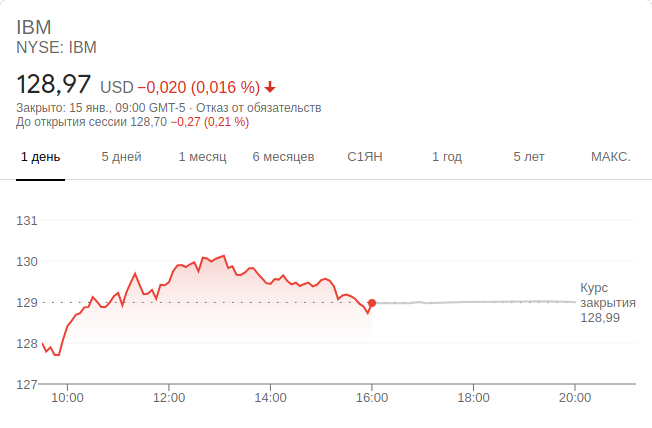 IBM
NYSE: IBM
128,97 USD −0,020 (0,016 %)
Закрыто: 15 янв., 09:00 GMT-5 · Отказ от обязательств
До открытия сессии 128,70 −0,27 (0,21 %)
1 день 5 дней 1 месяц 6 месяцев С1ЯН 1 год 5 лет МАКС.
131
130
129
128
127
Курс
закрытия
128,99
10:00 12:00 14:00 16:00 18:00 20:00